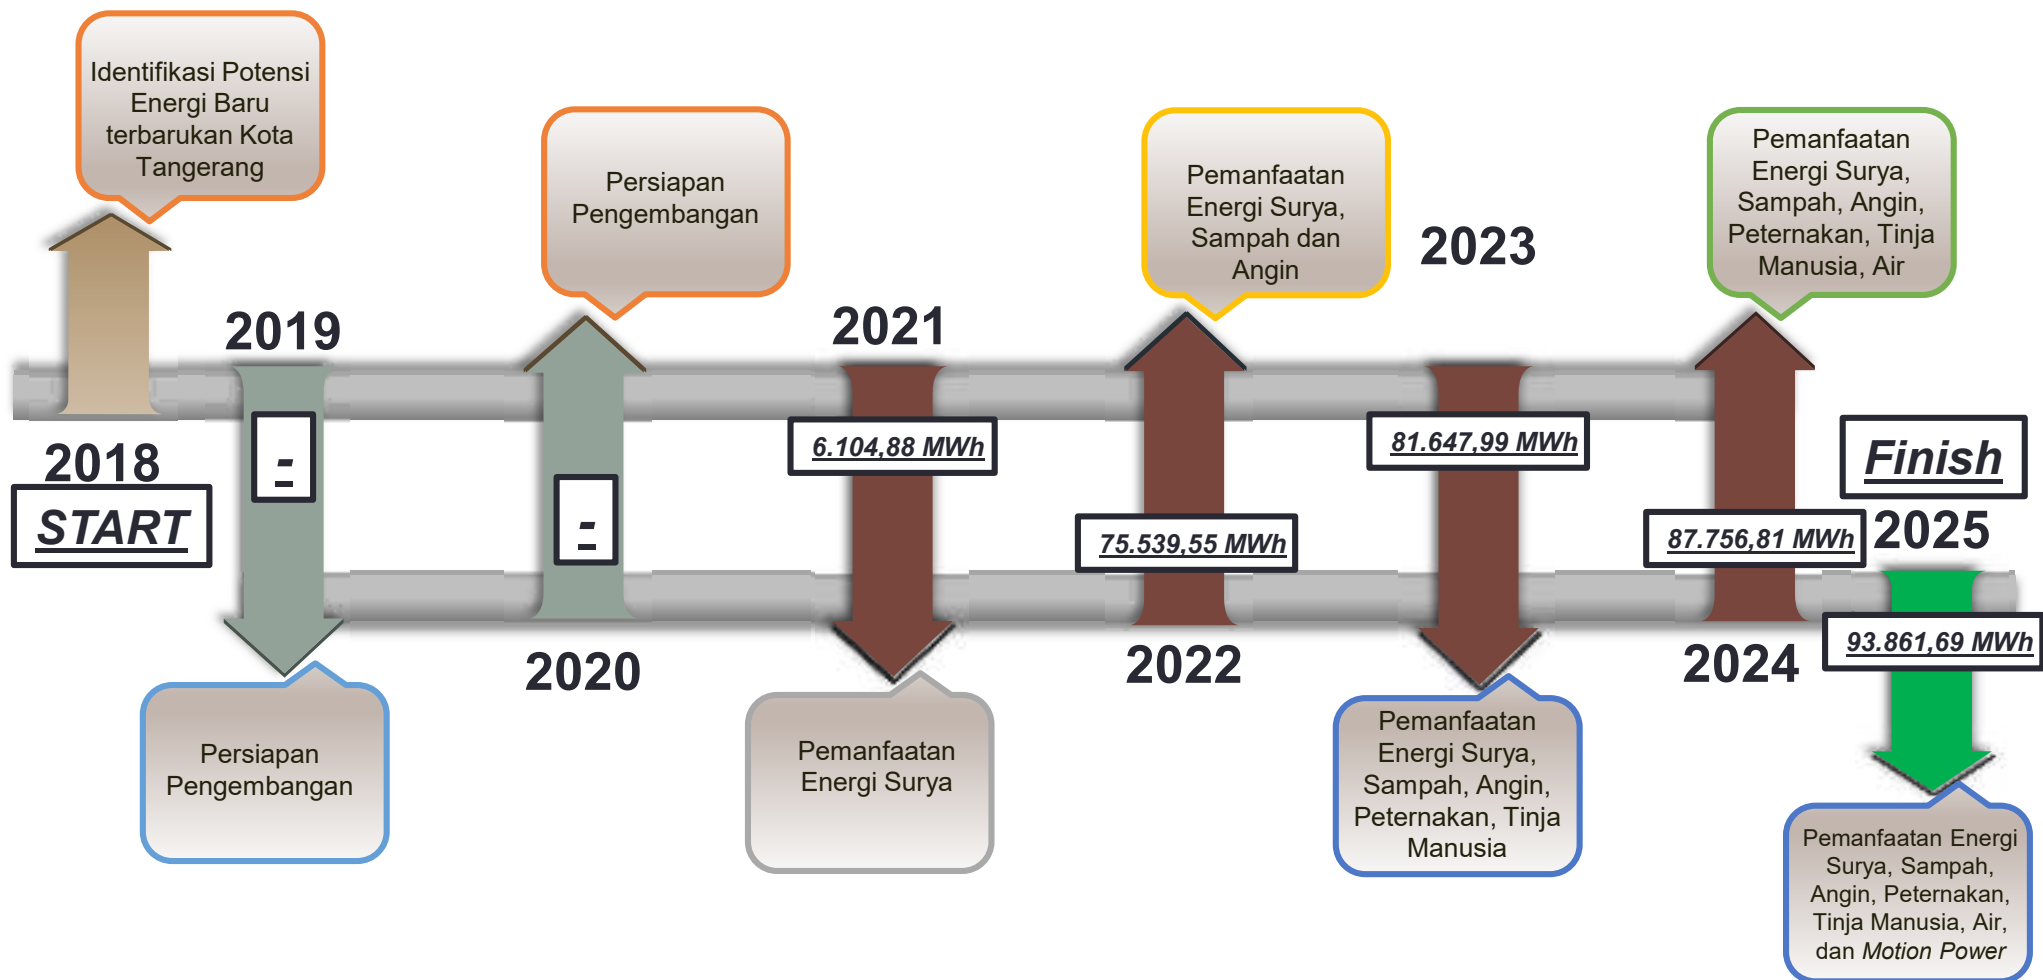 Identifikasi Potensi
Energi Baru
terbarukan Kota
Tangerang
2018
START
2019
-
Persiapan
Pengembangan
Persiapan
Pengembangan
-
2020
2021
6.104,88 MWh
Pemanfaatan
Energi Surya
Pemanfaatan
Energi Surya,
Sampah dan
Angin
75.539,55 MWh
2022
2023
81.647,99 MWh
Pemanfaatan
Energi Surya,
Sampah, Angin,
Peternakan, Tinja
Manusia
Pemanfaatan
Energi Surya,
Sampah, Angin,
Peternakan, Tinja
Manusia, Air
87.756,81 MWh
2024
Finish
2025
93.861,69 MWh
Pemanfaatan Energi
Surya, Sampah,
Angin, Peternakan,
Tinja Manusia, Air,
dan Motion Power